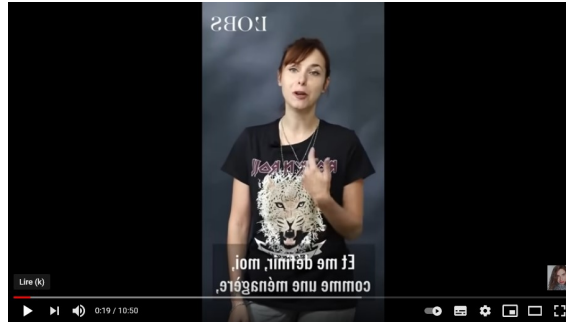 L'OBS
Et me définir, moi,
comme une ménagère,
Lire (k)
0:19 / 10:50